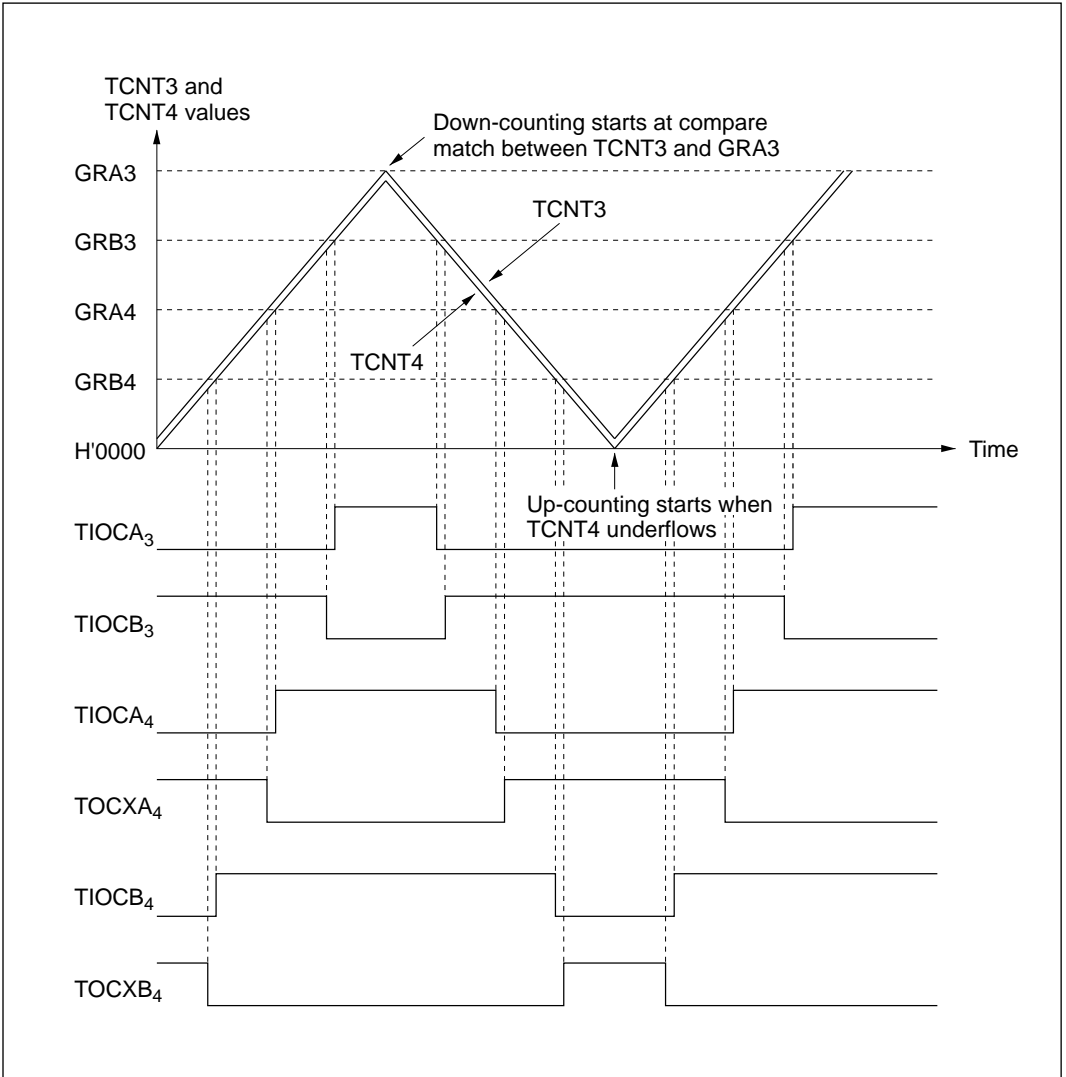 TCNT3 and
TCNT4 values
Down-counting starts at compare
match between TCNT3 and GRA3
GRA3
TCNT3
GRB3
GRA4
TCNT4
GRB4
H'0000
Time
Up-counting starts when
TCNT4 underflows
TIOCA3
TIOCB3
TIOCA4
TOCXA4
TIOCB4
TOCXB4